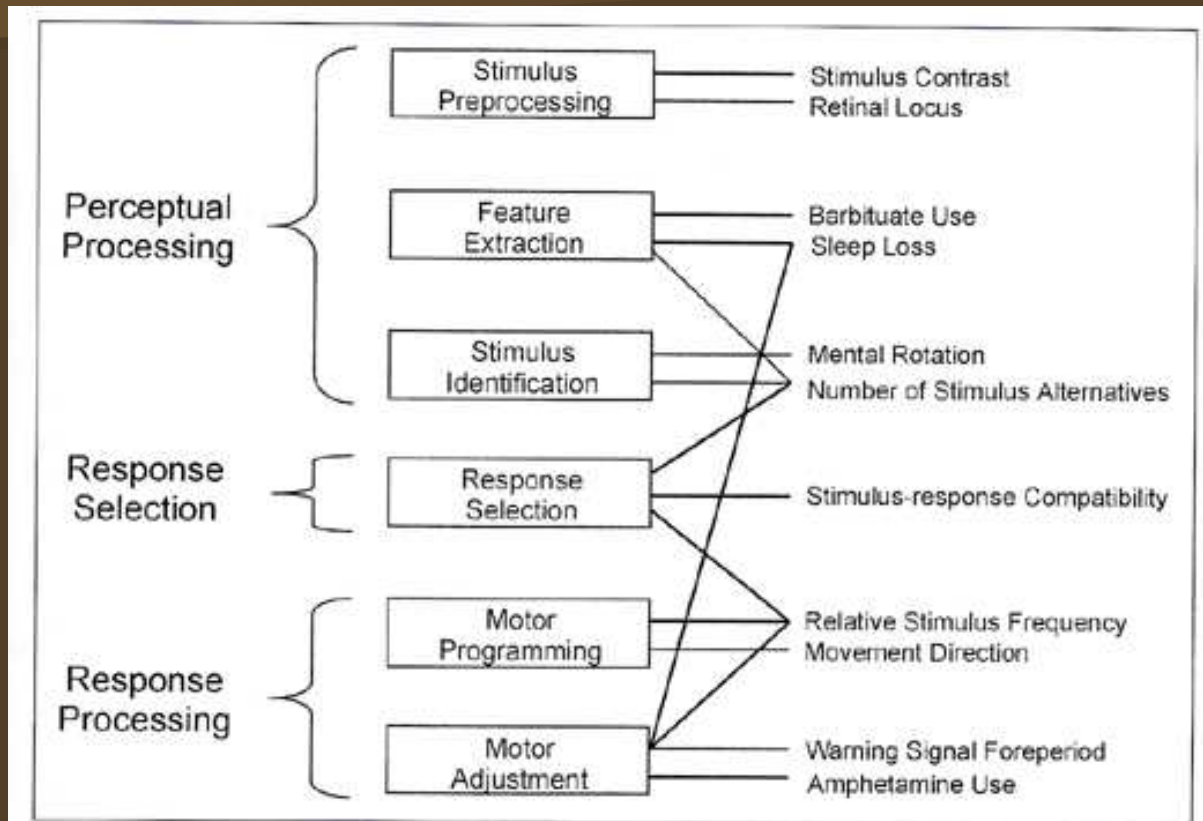 Perceptual
Processing
Response
Selection
Response
Processing
Stimulus
Preprocessing
Feature
Extraction
Stimulus
Identification
Response
Selection
Motor
Programming
Motor
Adjustment
Stimulus Contrast
Retinal Locus
Barbituate Use
Sleep Loss
Mental Rotation
Number of Stimulus Alternatives
Stimulus-response Compatibility
Relative Stimulus Frequency
Movement Direction
Warning Signal Foreperiod
Amphetamine Use